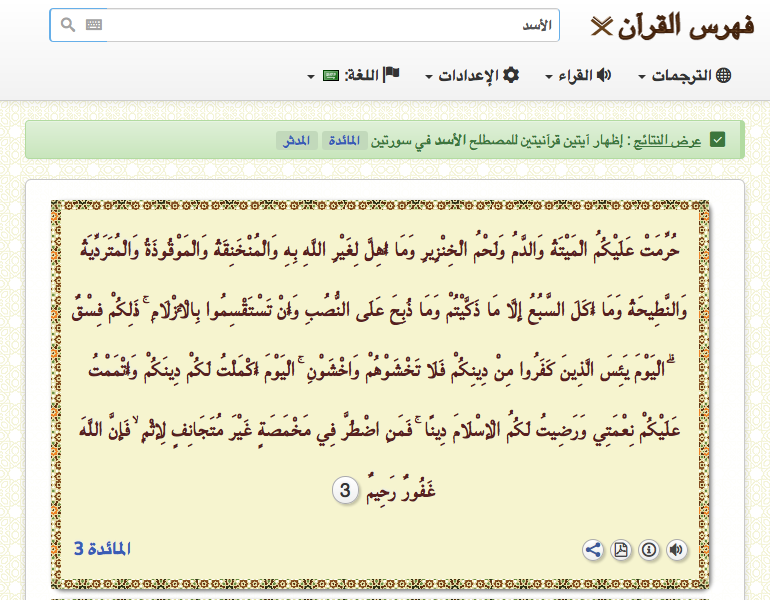 فهرس القرآن
الأسد
الترجمات القراء الإعدادات اللغة:
عرض النتائج : إظهار آيتين قرآنيتين للمصطلح الأسد في سورتين المائدة المدثر
حُرِّمَتْ عَلَيْكُمُ الْمَيْتَةُ وَالدَّمُ وَلَحْمُ الْخِنْزِيرِ وَمَا أُهِلَّ لِغَيْرِ اللَّهِ بِهِ وَالْمُنْخَنِقَةُ وَالْمَوْقُوذَةُ وَالْمُتَرَدِّيَةُ
وَالنَّطِيحَةُ وَمَا أَكَلَ السَّبُعُ إِلَّا مَا ذَكَّيْتُمْ وَمَا ذُبِحَ عَلَى النُّصُبِ وَأَنْ تَسْتَقْسِمُوا بِالْأَزْلَامِ ۚ ذَلِكُمْ فِسْقٌ
ۗ الْيَوْمَ يَئِسَ الَّذِينَ كَفَرُوا مِنْ دِينِكُمْ فَلَا تَخْشَوْهُمْ وَاخْشَوْنِ ۚ الْيَوْمَ أَكْمَلْتُ لَكُمْ دِينَكُمْ وَأَتْمَمْتُ
عَلَيْكُمْ نِعْمَتِي وَرَضِيتُ لَكُمُ الْإِسْلَامَ دِينًا ۚ فَمَنِ اضْطُرَّ فِي مَخْمَصَةٍ غَيْرَ مُتَجَانِفٍ لِإِثْمٍ ۙ فَإِنَّ اللَّهَ
غَفُورٌ رَحِيمٌ 3
المائدة 3